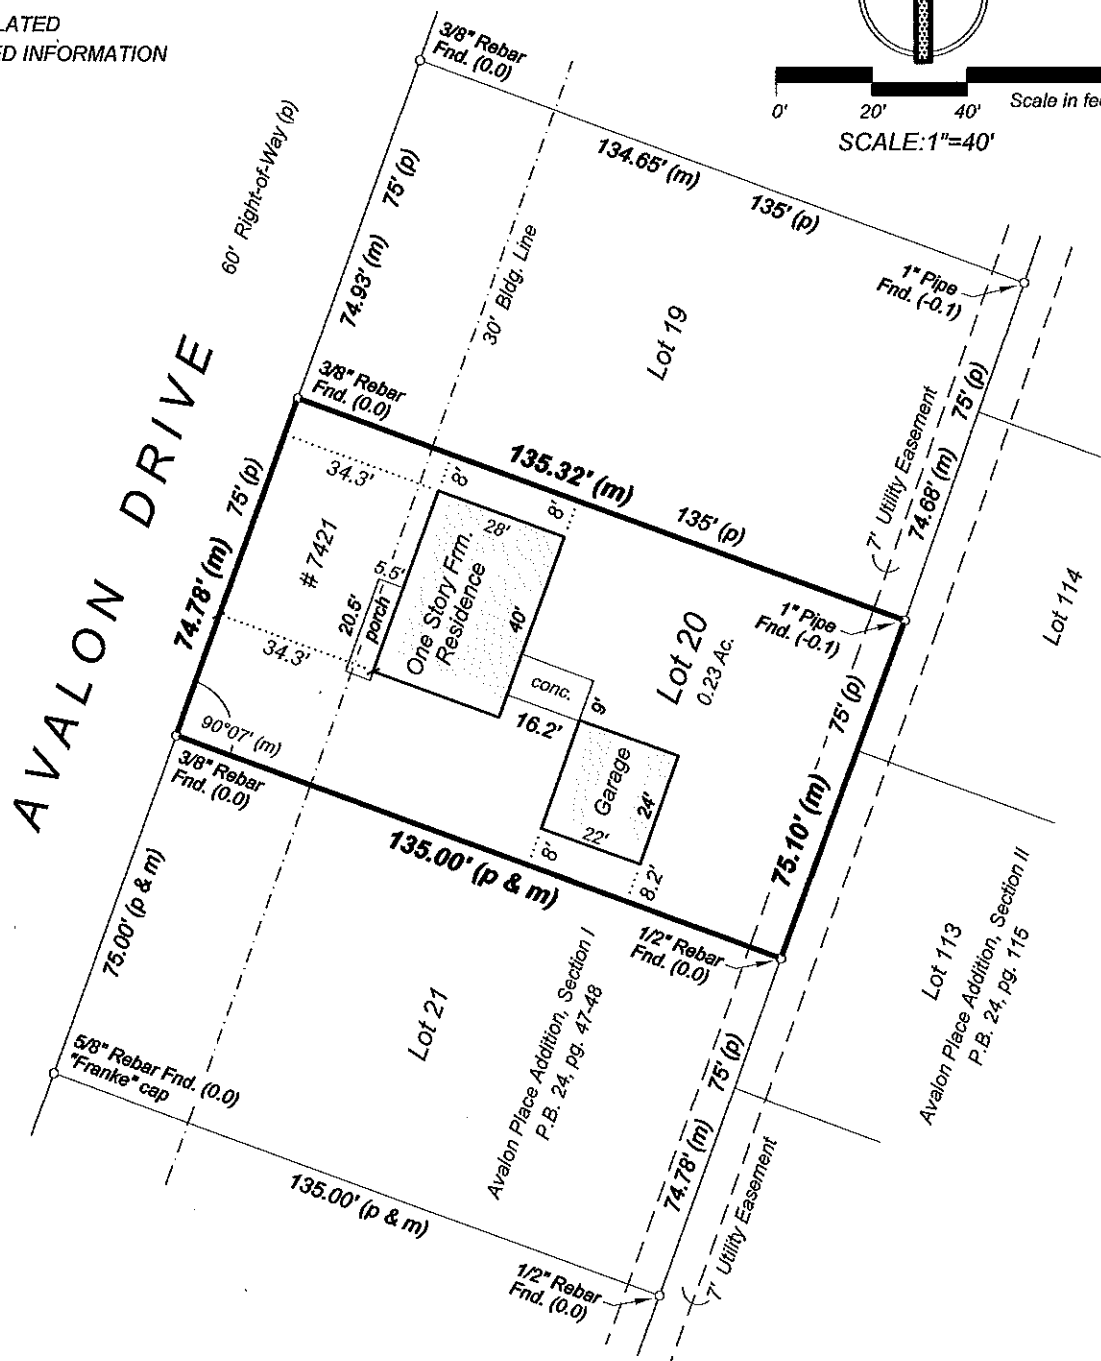 LATED
ED INFORMATION
3/8" Rebar
Fnd. (0.0)
0'
20'
40'
Scale in fee
SCALE:1"=40'
60' Right-of-Way (p)
75' (p)
74.93' (m)
134.65' (m)
135' (p)
30' Bldg. Line
1" Pipe
Fnd. (-0.1)
Lot 19
3/8" Rebar
Fnd. (0.0)
AVALON DRIVE
75' (p)
74.78' (m)
34.3'
8'
135.32' (m)
8'
135' (p)
7' Utility Easement
75' (p)
74.68' (m)
# 7421
28'
One Story Frm.
Residence
40'
5.5'
20.5'
porch
34.3'
1" Pipe
Fnd. (-0.1)
Lot 114
Lot 20
0.23 Ac.
conc.
9'
16.2'
90°07' (m)
3/8" Rebar
Fnd. (0.0)
Garage
24'
22'
8'
8.2'
75' (p)
75.10' (m)
135.00' (p & m)
1/2" Rebar
Fnd. (0.0)
75.00' (p & m)
Lot 21
Avalon Place Addition, Section I
P.B. 24, pg. 47-48
Lot 113
Avalon Place Addition, Section II
P.B. 24, pg. 115
5/8" Rebar Fnd. (0.0)
"Franke" cap
75' (p)
74.78' (m)
135.00' (p & m)
1/2" Rebar
Fnd. (0.0)
7' Utility Easement